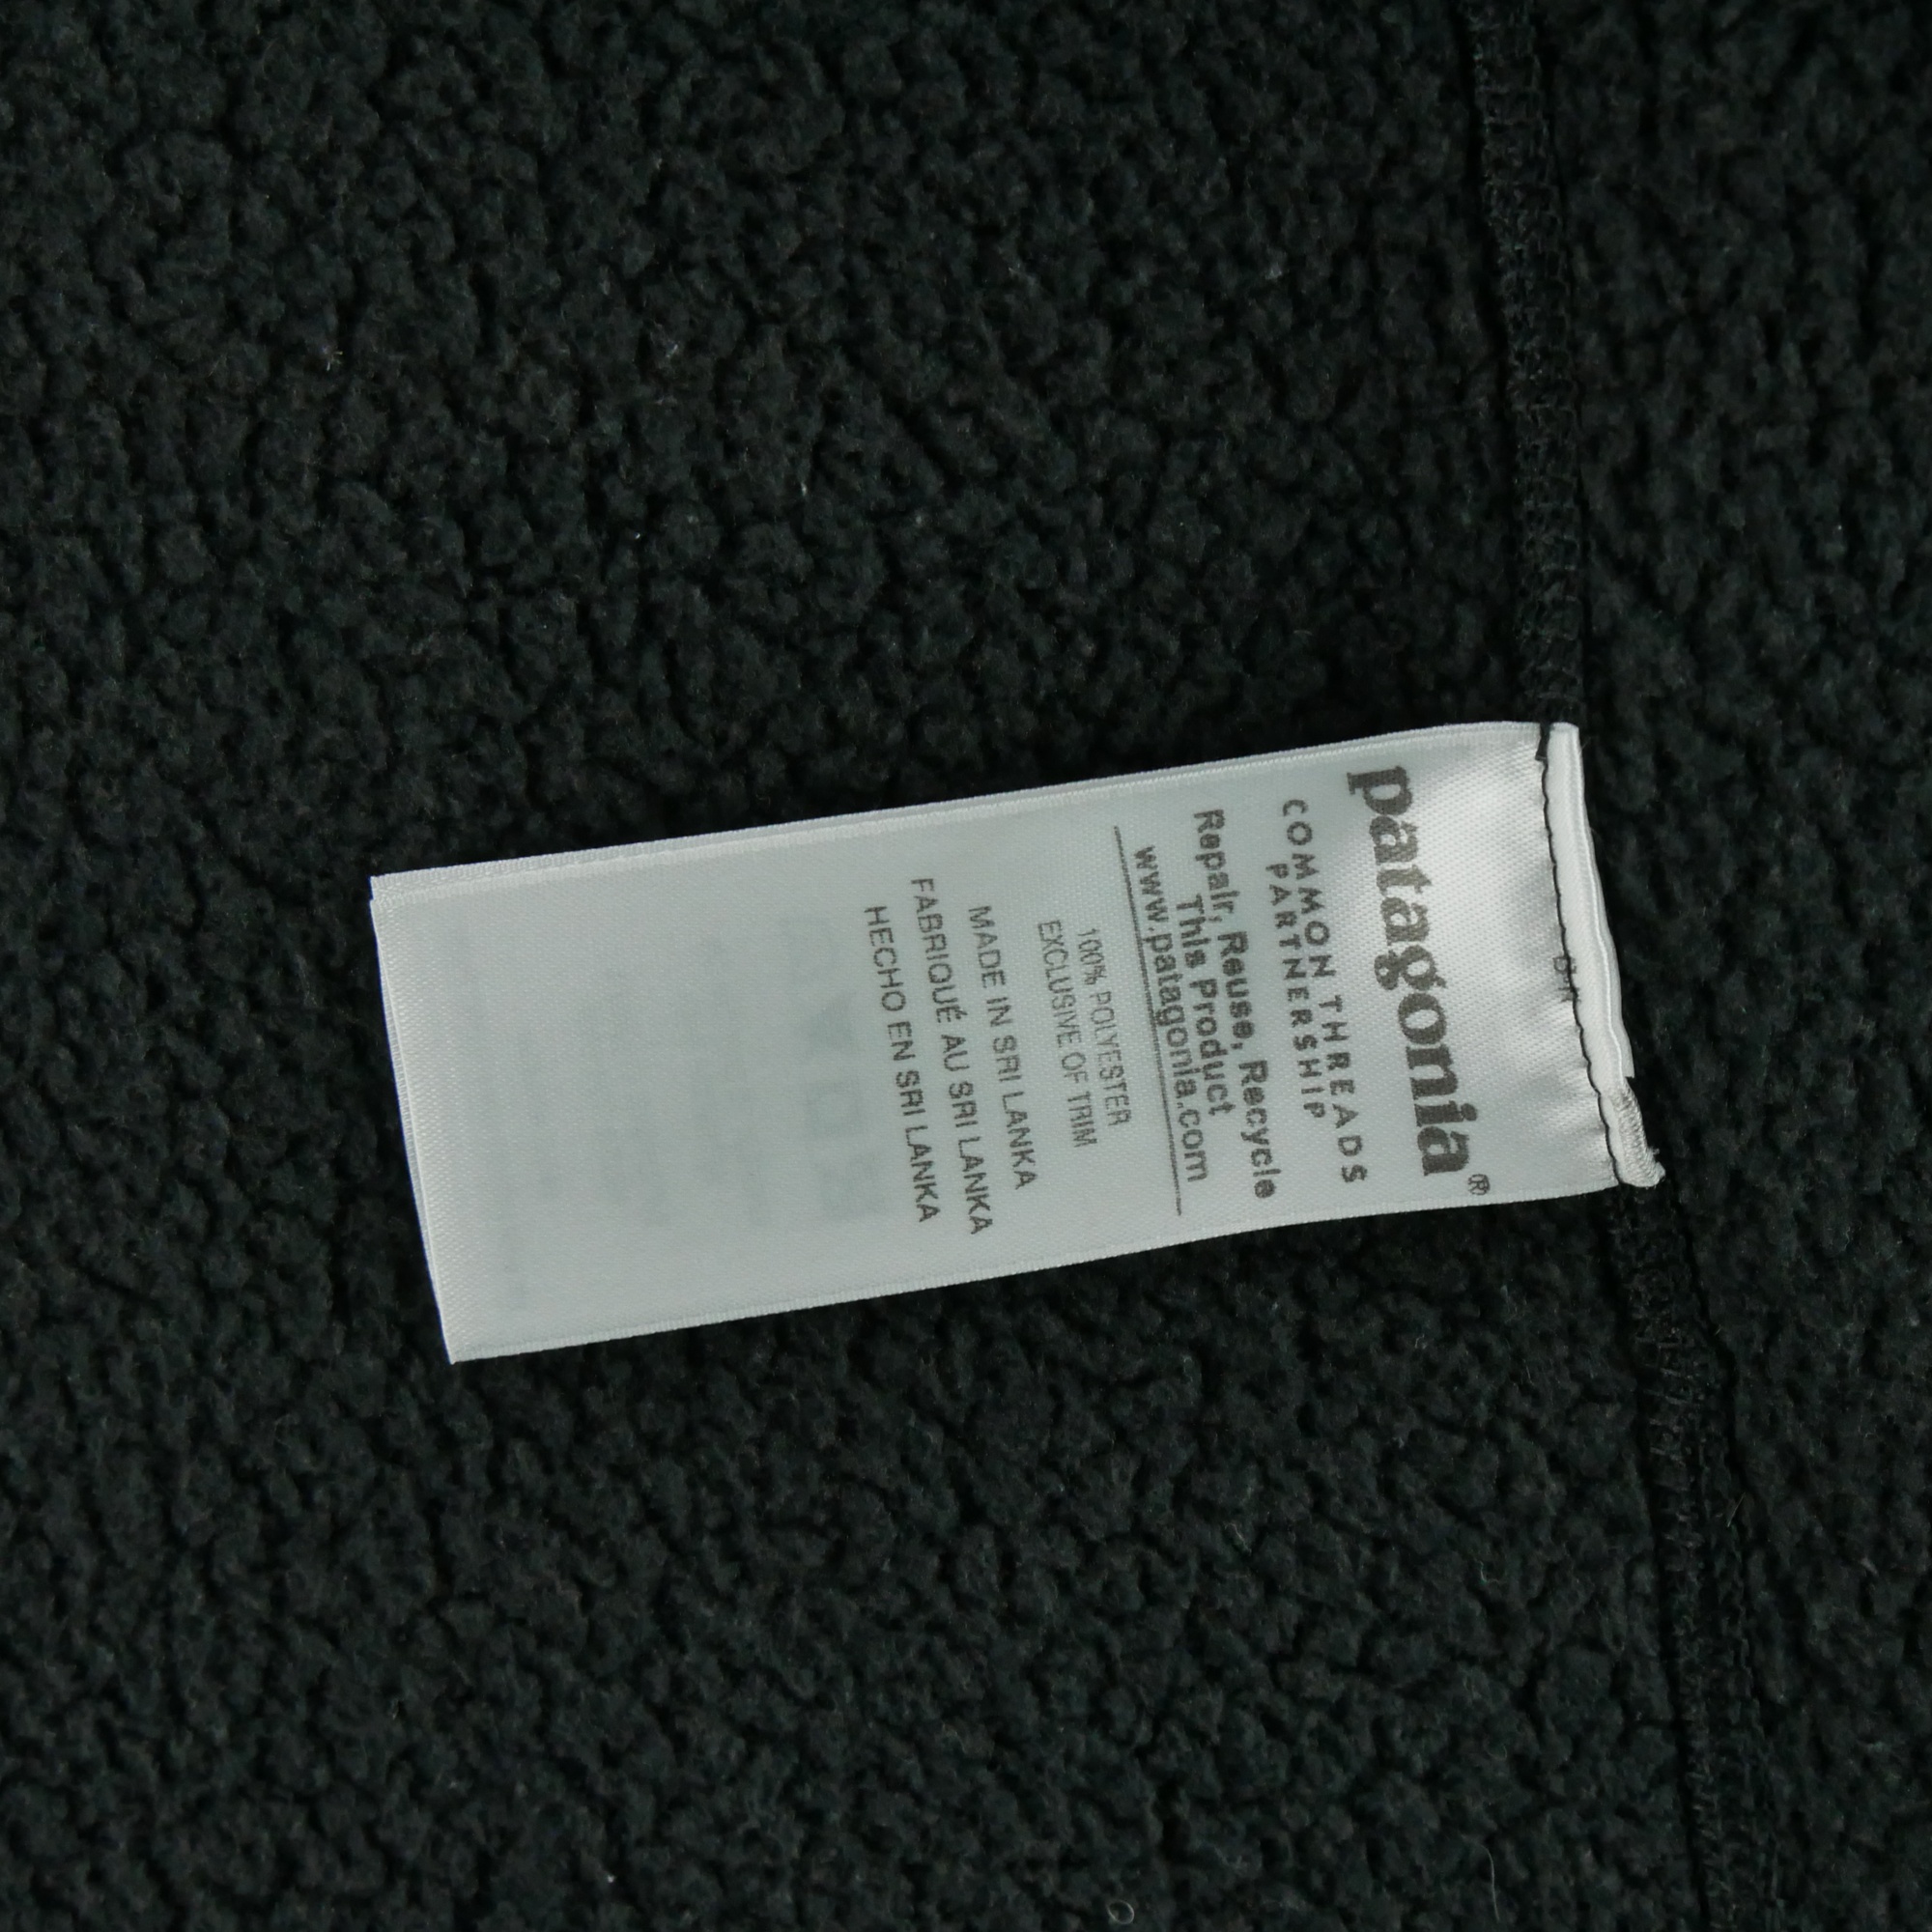 patagonia®
COMMON THREADS
PARTNERSHIP
Repair, Reuse, Recycle
This Product
www.patagonia.com
100% POLYESTER
EXCLUSIVE OF TRIM
MADE IN SRI LANKA
FABRIQUÉ AU SRI LANKA
HECHO EN SRI LANKA